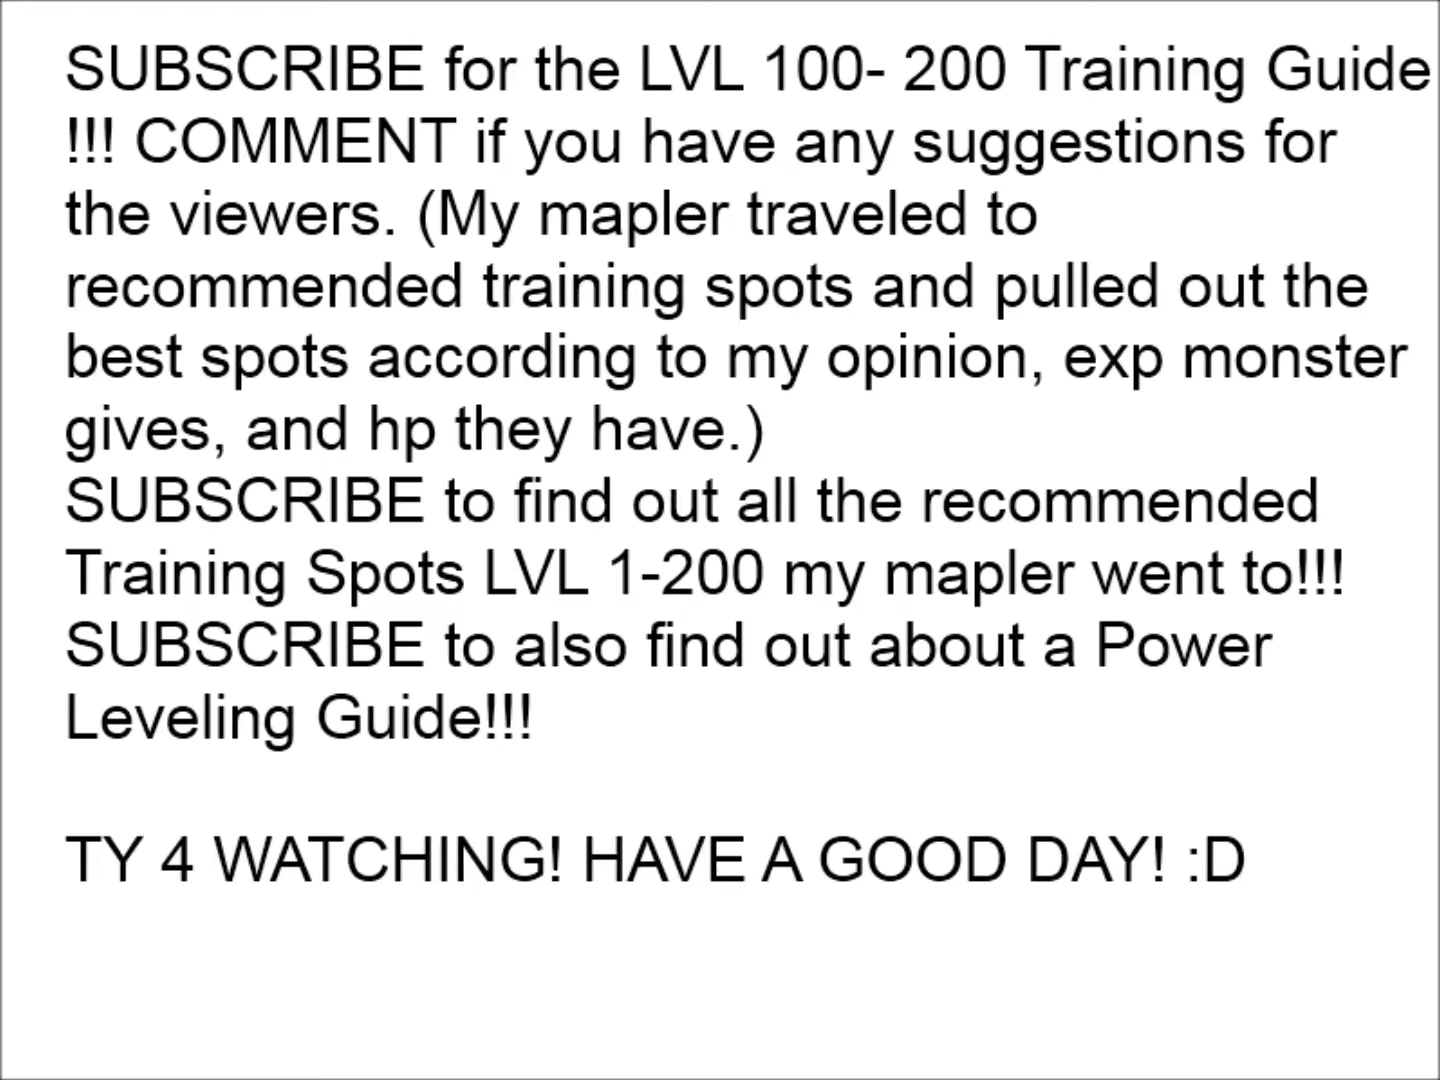 SUBSCRIBE for the LVL 100- 200 Training Guide
!!! COMMENT if you have any suggestions for
the viewers. (My mapler traveled to
recommended training spots and pulled out the
best spots according to my opinion, exp monster
gives, and hp they have.)
SUBSCRIBE to find out all the recommended
Training Spots LVL 1-200 my mapler went to!!!
SUBSCRIBE to also find out about a Power
Leveling Guide!!!
TY 4 WATCHING! HAVE A GOOD DAY! :D